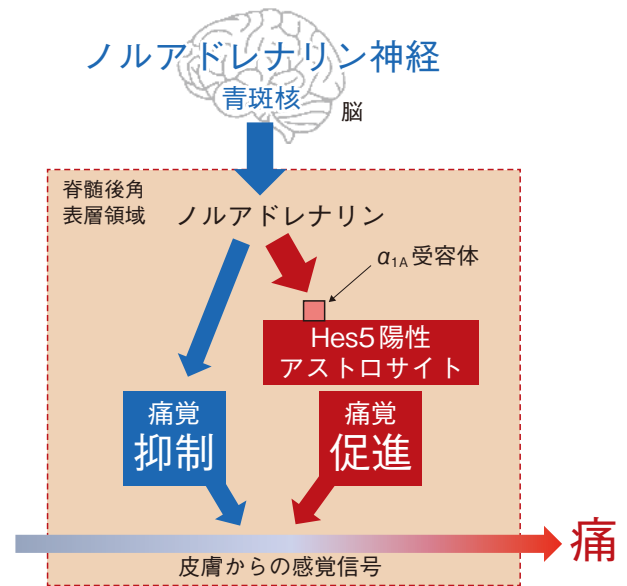 ノルアドレナリン神経
青斑核
脳
脊髄後角
表層領域
ノルアドレナリン
α1A受容体
Hes5陽性
アストロサイト
痛覚
抑制
痛覚
促進
痛
皮膚からの感覚信号